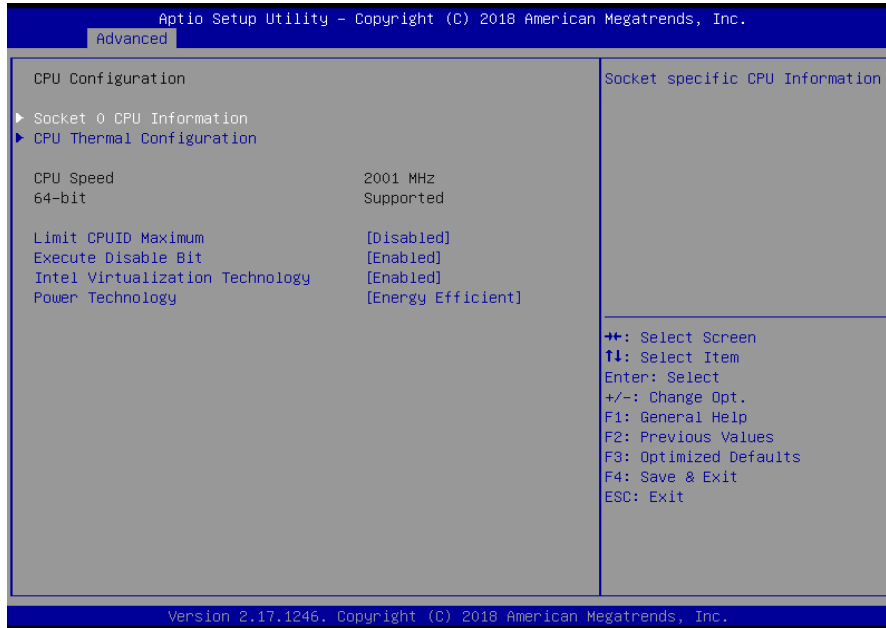 Aptio Setup Utility – Copyright (C) 2018 American Megatrends, Inc.
Advanced
CPU Configuration
Socket 0 CPU Information
CPU Thermal Configuration
CPU Speed 2001 MHz
64-bit Supported
Limit CPUID Maximum [Disabled]
Execute Disable Bit [Enabled]
Intel Virtualization Technology [Enabled]
Power Technology [Energy Efficient]
Socket specific CPU Information
→←: Select Screen
↑↓: Select Item
Enter: Select
+/-: Change Opt.
F1: General Help
F2: Previous Values
F3: Optimized Defaults
F4: Save & Exit
ESC: Exit
Version 2.17.1246. Copyright (C) 2018 American Megatrends, Inc.